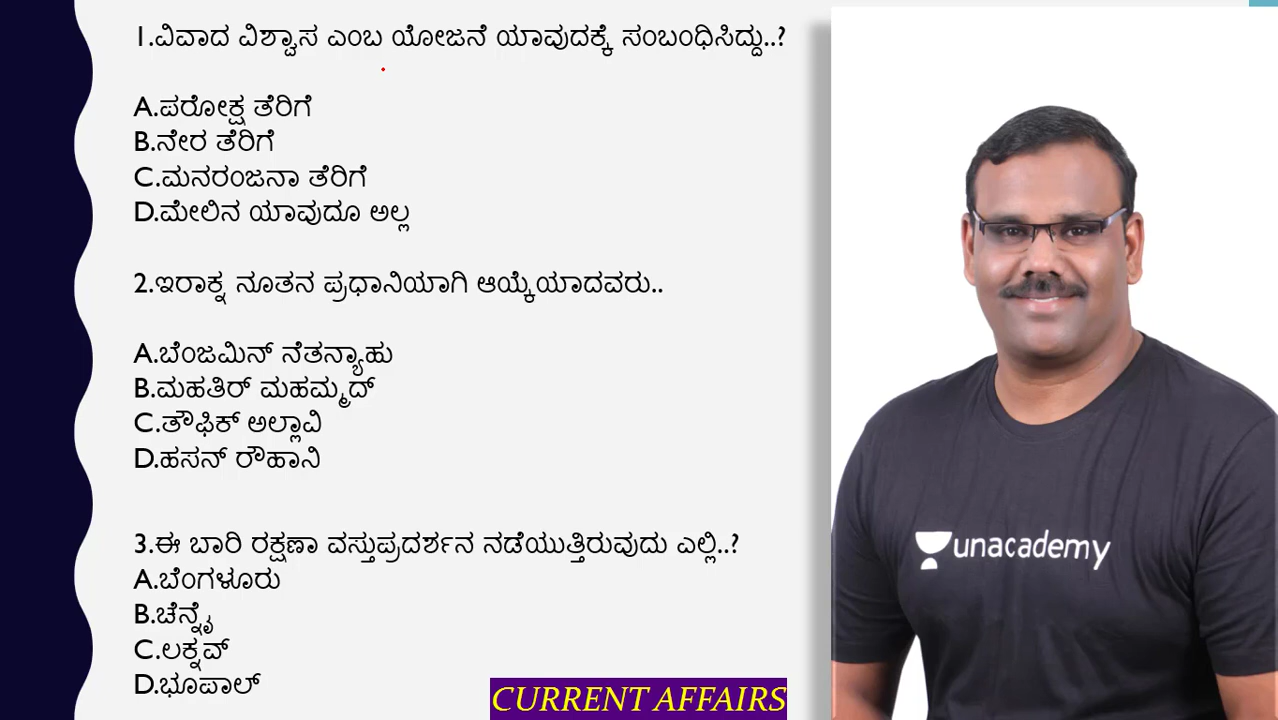 1.ವಿವಾದ ವಿಶ್ವಾಸ ಎಂಬ ಯೋಜನೆ ಯಾವುದಕ್ಕೆ ಸಂಬಂಧಿಸಿದ್ದು..?
A.ಪರೋಕ್ಷ ತೆರಿಗೆ
B.ನೇರ ತೆರಿಗೆ
C.ಮನರಂಜನಾ ತೆರಿಗೆ
D.ಮೇಲಿನ ಯಾವುದೂ ಅಲ್ಲ
2.ಇರಾಕ್ನ ನೂತನ ಪ್ರಧಾನಿಯಾಗಿ ಆಯ್ಕೆಯಾದವರು..
A.ಬೆಂಜಮಿನ್ ನೆತನ್ಯಾಹು
B.ಮಹತಿರ್ ಮಹಮ್ಮದ್
C.ತೌಫಿಕ್ ಅಲ್ಲಾವಿ
D.ಹಸನ್ ರೌಹಾನಿ
3.ಈ ಬಾರಿ ರಕ್ಷಣಾ ವಸ್ತುಪ್ರದರ್ಶನ ನಡೆಯುತ್ತಿರುವುದು ಎಲ್ಲಿ..?
A.ಬೆಂಗಳೂರು
B.ಚೆನ್ನೈ
C.ಲಕ್ನವ್
D.ಭೂಪಾಲ್
CURRENT AFFAIRS
unacademy